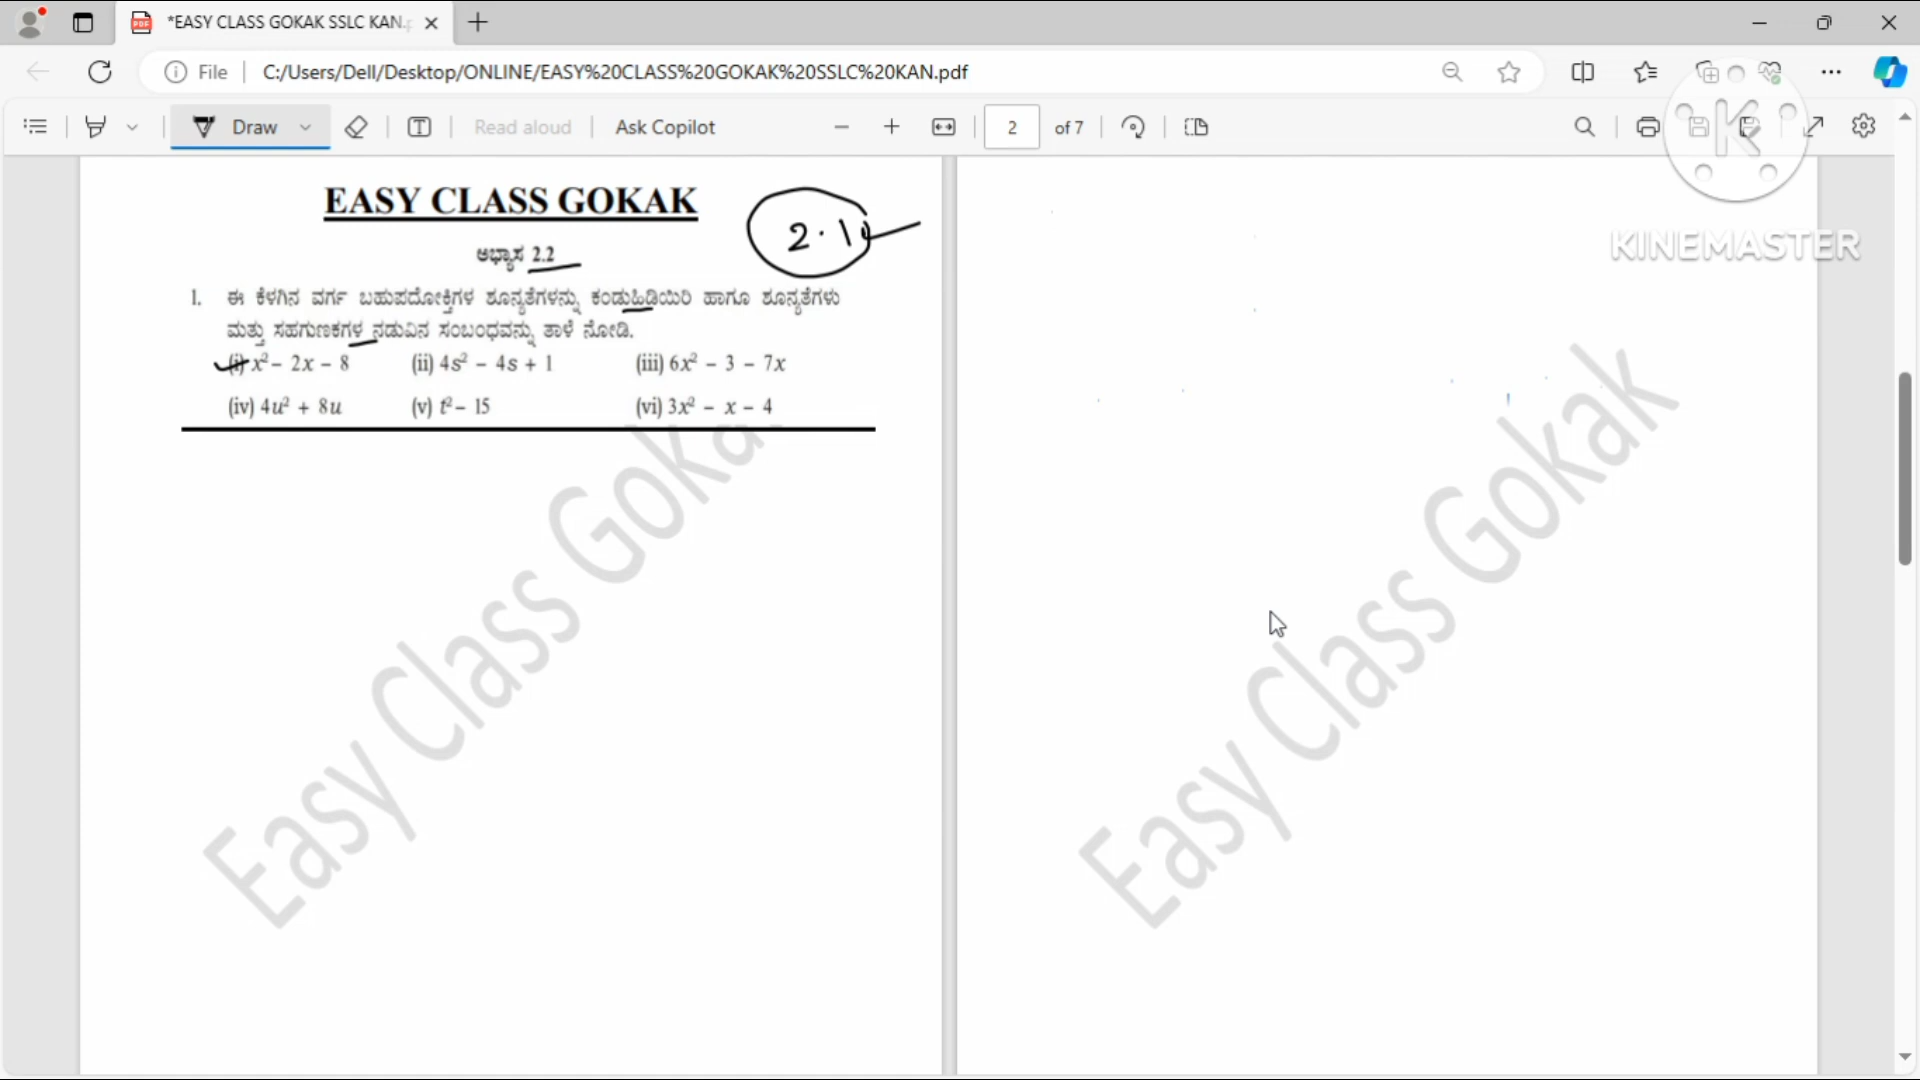 *EASY CLASS GOKAK SSLC KAN.p
File
C:/Users/Dell/Desktop/ONLINE/EASY%20CLASS%20GOKAK%20SSLC%20KAN.pdf
Draw
Read aloud
Ask Copilot
2 of 7
KINEMASTER
EASY CLASS GOKAK
2.1
ಅಭ್ಯಾಸ 2.2
1. ಈ ಕೆಳಗಿನ ವರ್ಗ ಬಹುಪದೋಕ್ತಿಗಳ ಶೂನ್ಯತೆಗಳನ್ನು ಕಂಡುಹಿಡಿಯಿರಿ ಹಾಗೂ ಶೂನ್ಯತೆಗಳು
ಮತ್ತು ಸಹಗುಣಕಗಳ ನಡುವಿನ ಸಂಬಂಧವನ್ನು ತಾಳೆ ನೋಡಿ.
(i) x² – 2x – 8 (ii) 4s² – 4s + 1 (iii) 6x² – 3 – 7x
(iv) 4u² + 8u (v) t² – 15 (vi) 3x² – x – 4
Easy Class Gokak
Easy Class Gokak